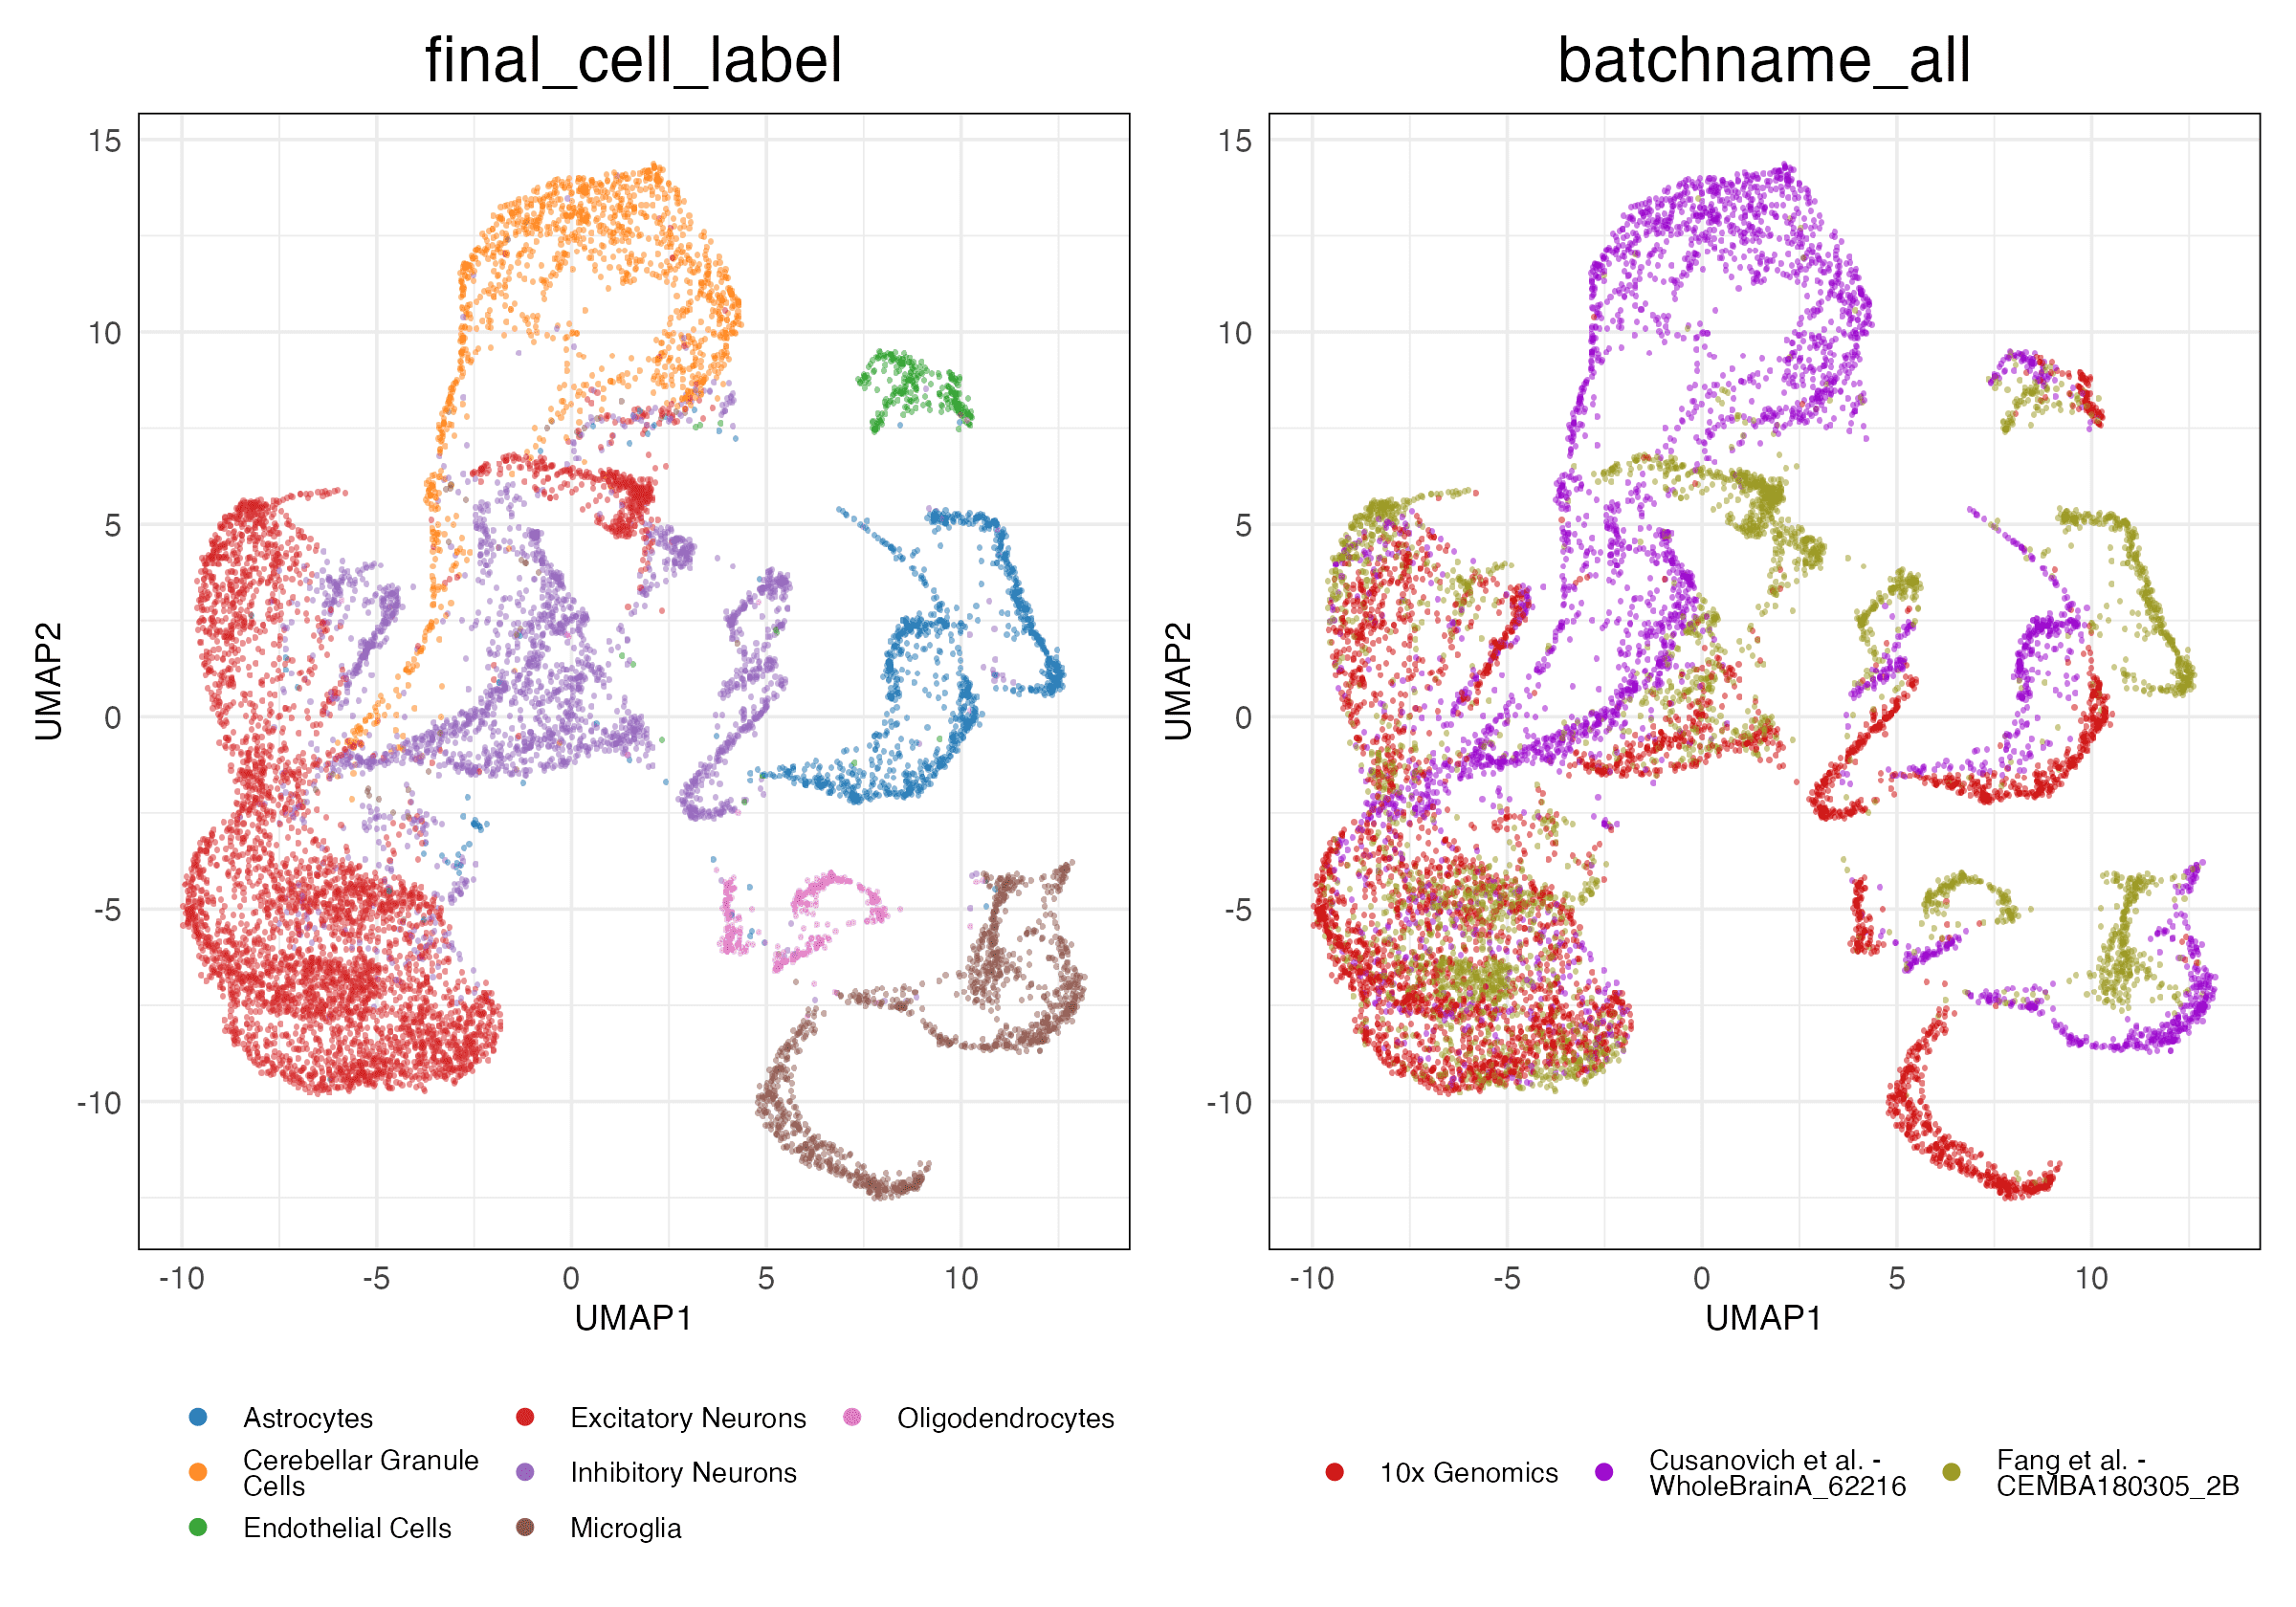 final_cell_label
batchname_all
15
10
5
0
-5
-10
UMAP2
-10
-5
0
5
10
UMAP1
15
10
5
0
-5
-10
UMAP2
-10
-5
0
5
10
UMAP1
Astrocytes
Cerebellar Granule
Cells
Endothelial Cells
Excitatory Neurons
Inhibitory Neurons
Microglia
Oligodendrocytes
10x Genomics
Cusanovich et al. -
WholeBrainA_62216
Fang et al. -
CEMBA180305_2B